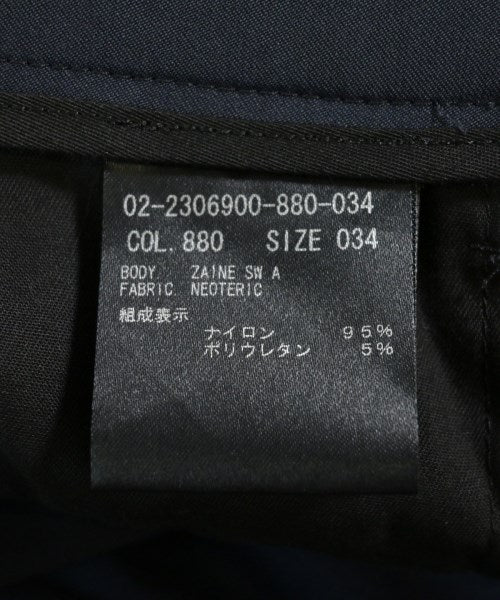 02-2306900-880-034
COL. 880 SIZE 034
BODY ZAINE SW A
FABRIC NEOTERIC
組成表示
ナイロン 95%
ポリウレタン 5%